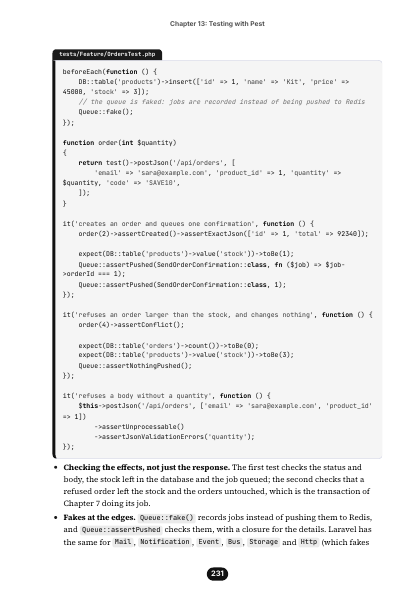 Chapter 13: Testing with Pest
tests/Feature/OrdersTest.php
beforeEach(function () {
    DB::table('products')->insert(['id' => 1, 'name' => 'Kit', 'price' =>
45000, 'stock' => 3]);
    // the queue is faked: jobs are recorded instead of being pushed to Redis
    Queue::fake();
});

function order(int $quantity)
{
    return test()->postJson('/api/orders', [
        'email' => 'sara@example.com', 'product_id' => 1, 'quantity' =>
$quantity, 'code' => 'SAVE10',
    ]);
}

it('creates an order and queues one confirmation', function () {
    order(2)->assertCreated()->assertExactJson(['id' => 1, 'total' => 92340]);

    expect(DB::table('products')->value('stock'))->toBe(1);
    Queue::assertPushed(SendOrderConfirmation::class, fn ($job) => $job-
>orderId === 1);
    Queue::assertPushed(SendOrderConfirmation::class, 1);
});

it('refuses an order larger than the stock, and changes nothing', function () {
    order(4)->assertConflict();

    expect(DB::table('orders')->count())->toBe(0);
    expect(DB::table('products')->value('stock'))->toBe(3);
    Queue::assertNothingPushed();
});

it('refuses a body without a quantity', function () {
    $this->postJson('/api/orders', ['email' => 'sara@example.com', 'product_id'
=> 1])
        ->assertUnprocessable()
        ->assertJsonValidationErrors('quantity');
});
• Checking the effects, not just the response. The first test checks the status and
body, the stock left in the database and the job queued; the second checks that a
refused order left the stock and the orders untouched, which is the transaction of
Chapter 7 doing its job.
• Fakes at the edges. Queue::fake() records jobs instead of pushing them to Redis,
and Queue::assertPushed checks them, with a closure for the details. Laravel has
the same for Mail, Notification, Event, Bus, Storage and Http (which fakes
231